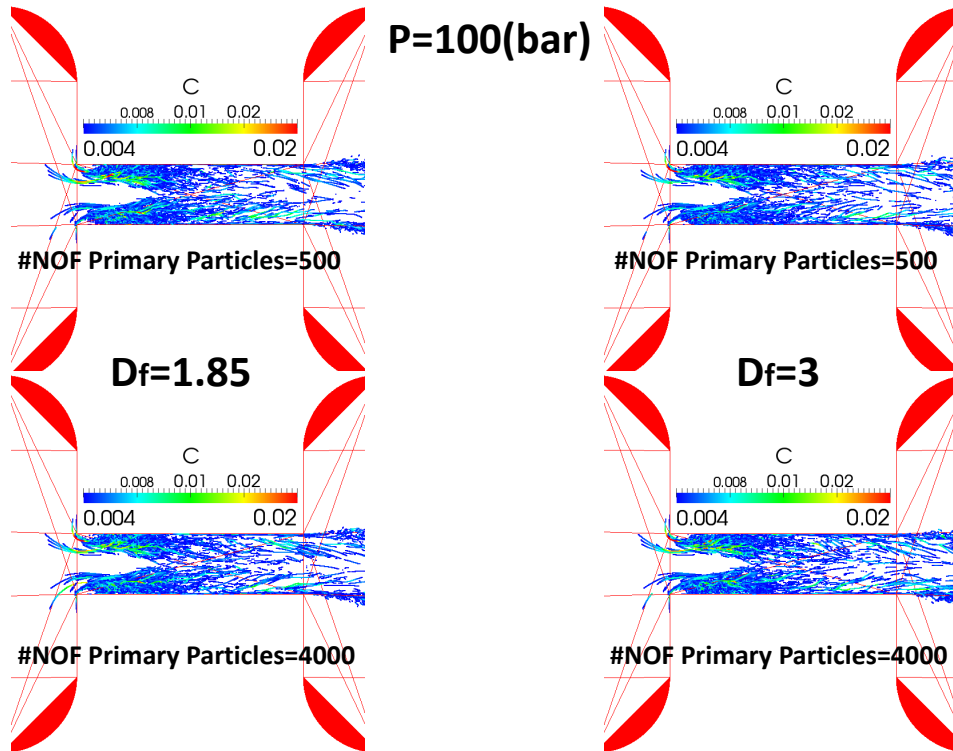 P=100(bar)
C
0.008 0.01 0.02
0.004 0.02
#NOF Primary Particles=500
C
0.008 0.01 0.02
0.004 0.02
#NOF Primary Particles=500
Df=1.85
Df=3
C
0.008 0.01 0.02
0.004 0.02
#NOF Primary Particles=4000
C
0.008 0.01 0.02
0.004 0.02
#NOF Primary Particles=4000